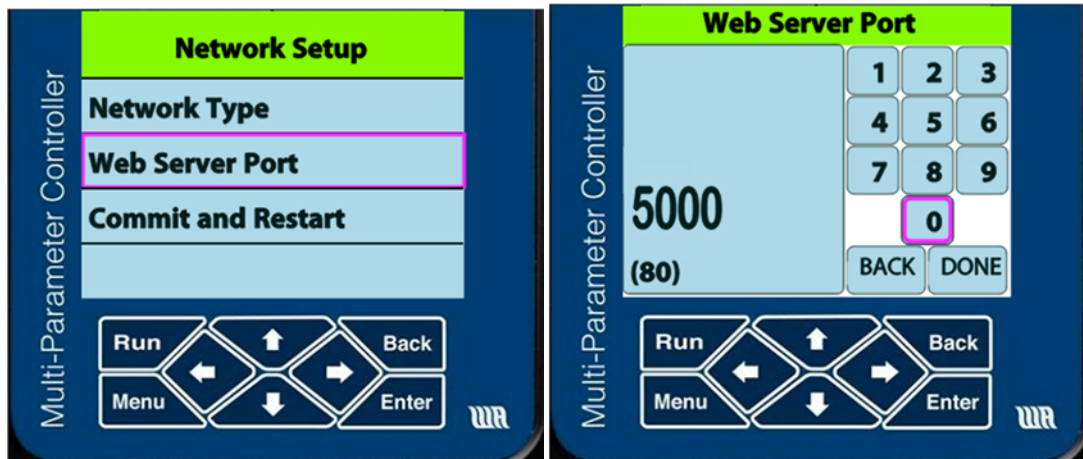 Multi-Parameter Controller
Network Setup
Network Type
Web Server Port
Commit and Restart
Run
Back
Menu
Enter
Multi-Parameter Controller
Web Server Port
1 2 3
4 5 6
7 8 9
0
5000
(80)
BACK DONE
Run
Back
Menu
Enter